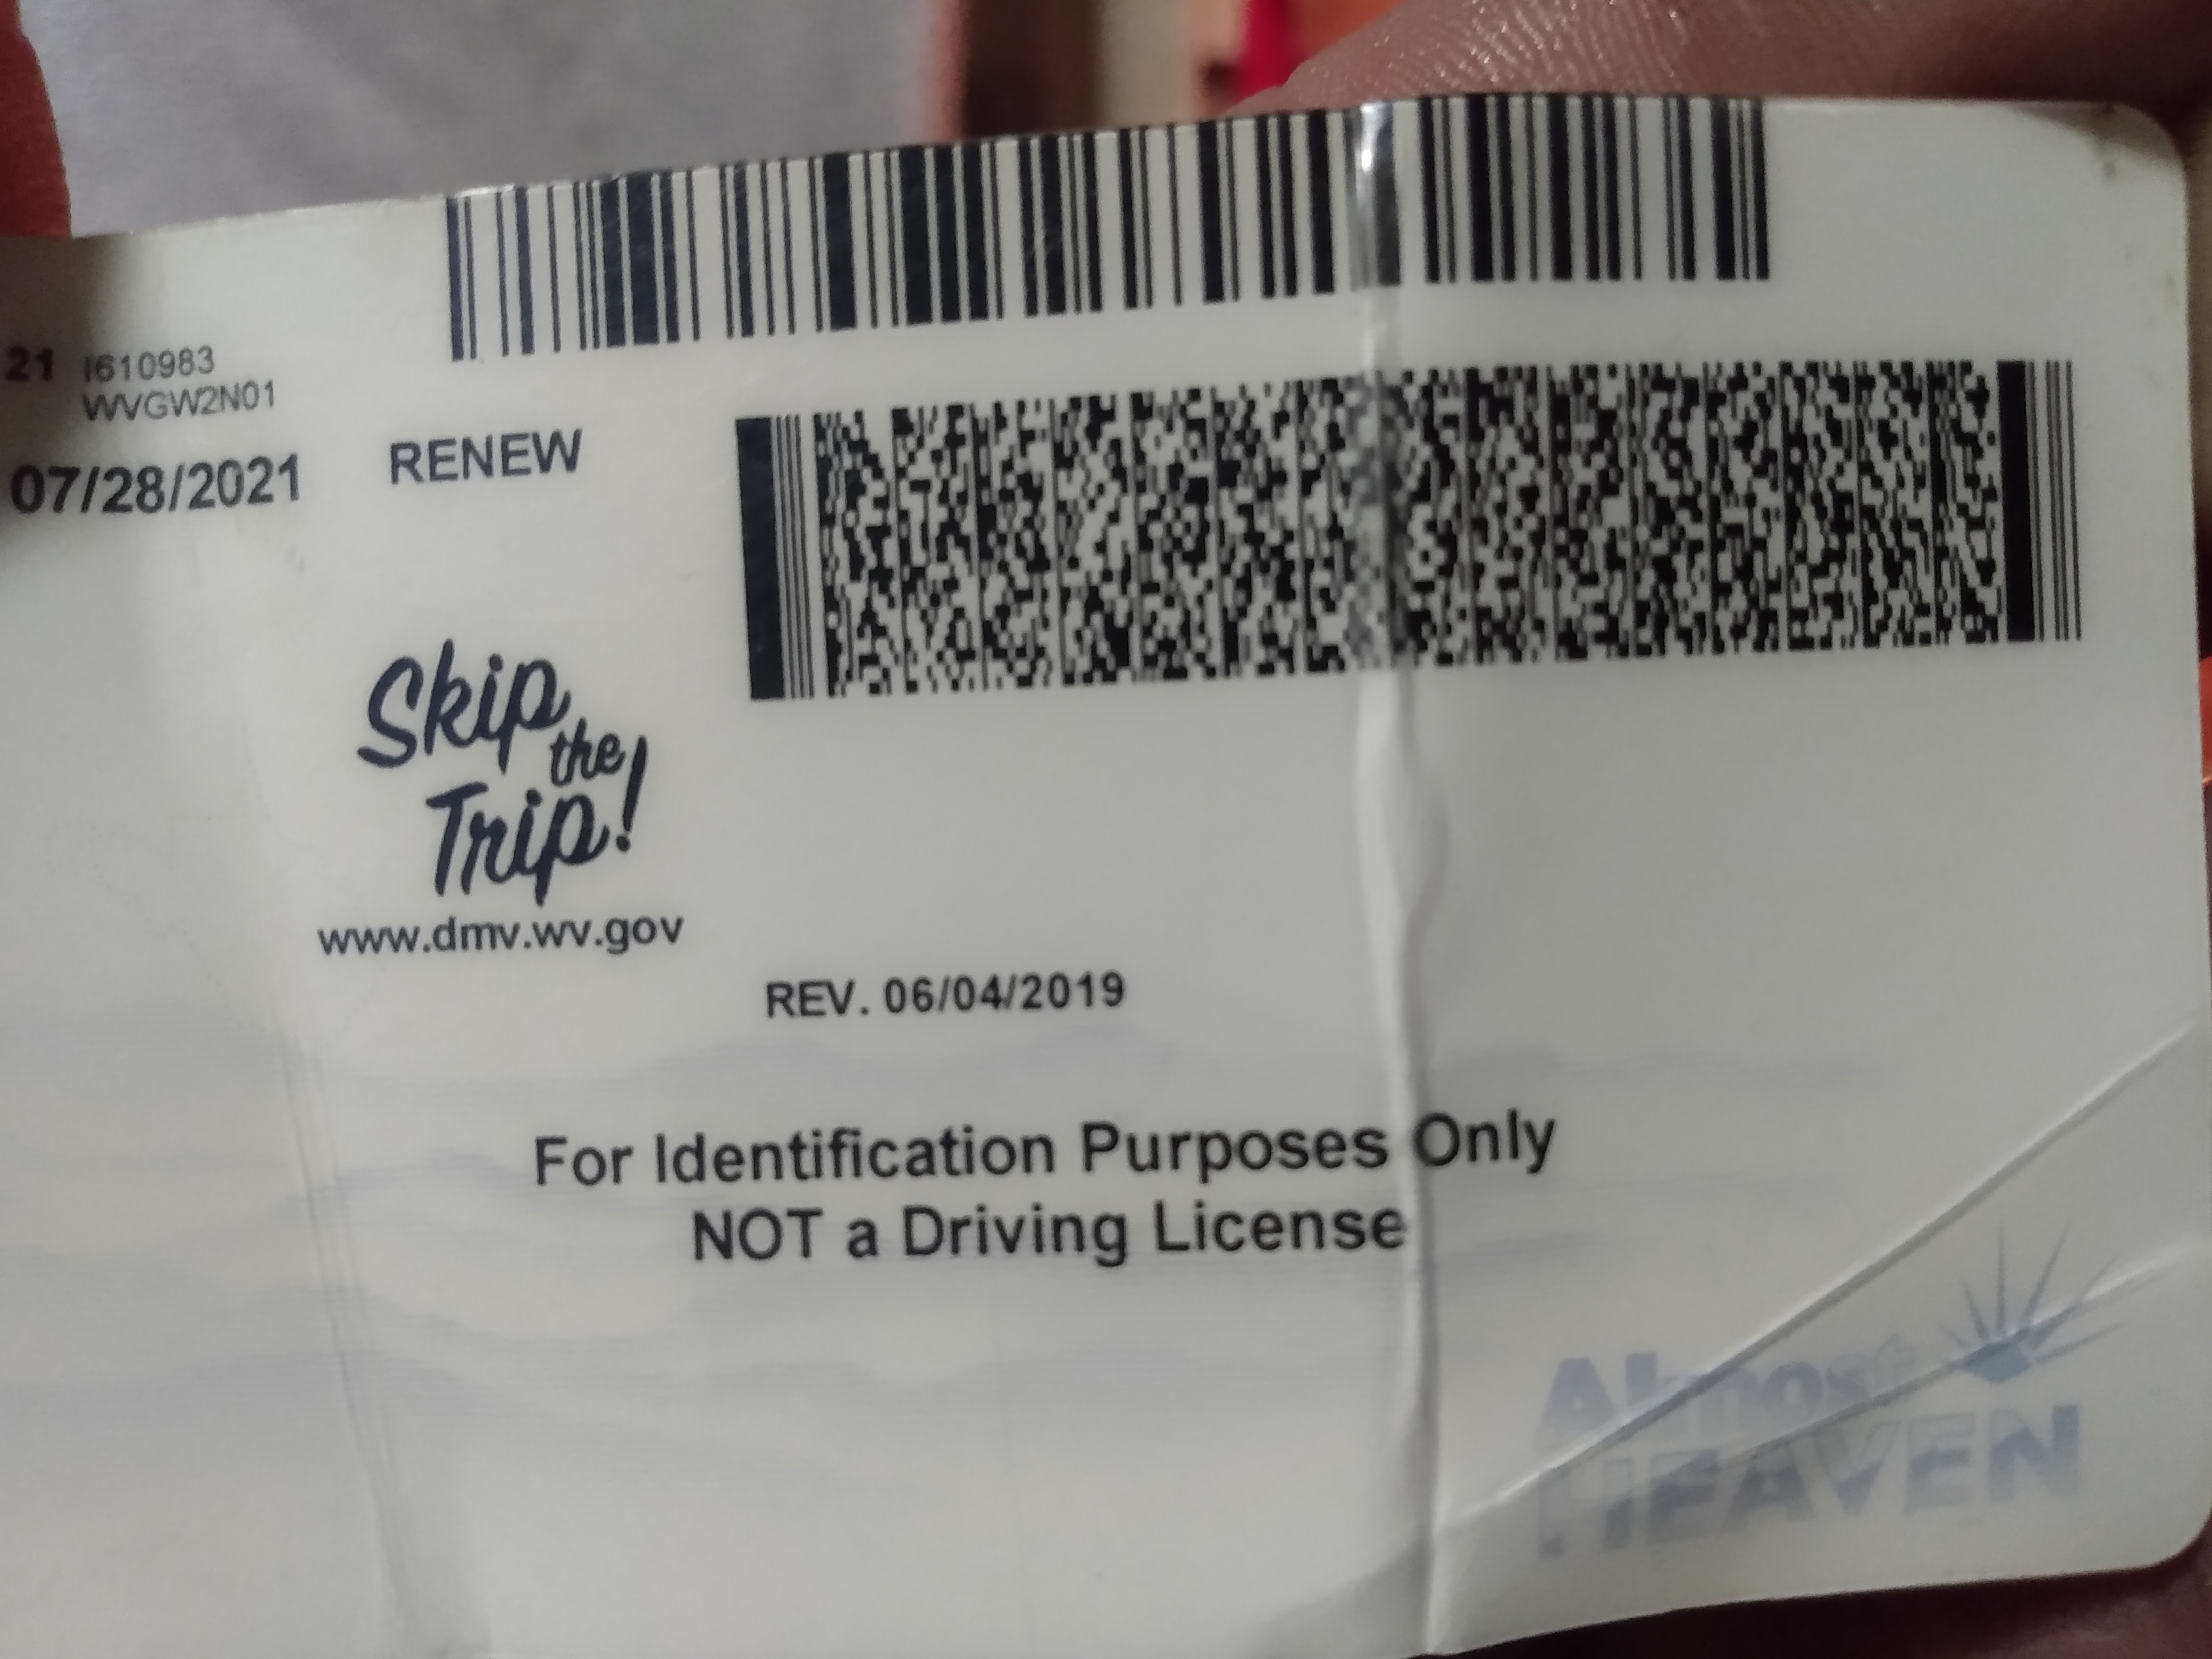 21 I610983
WVGW2N01
07/28/2021 RENEW
Skip
the
Trip!
www.dmv.wv.gov
REV. 06/04/2019
For Identification Purposes Only
NOT a Driving License
Almost
HEAVEN